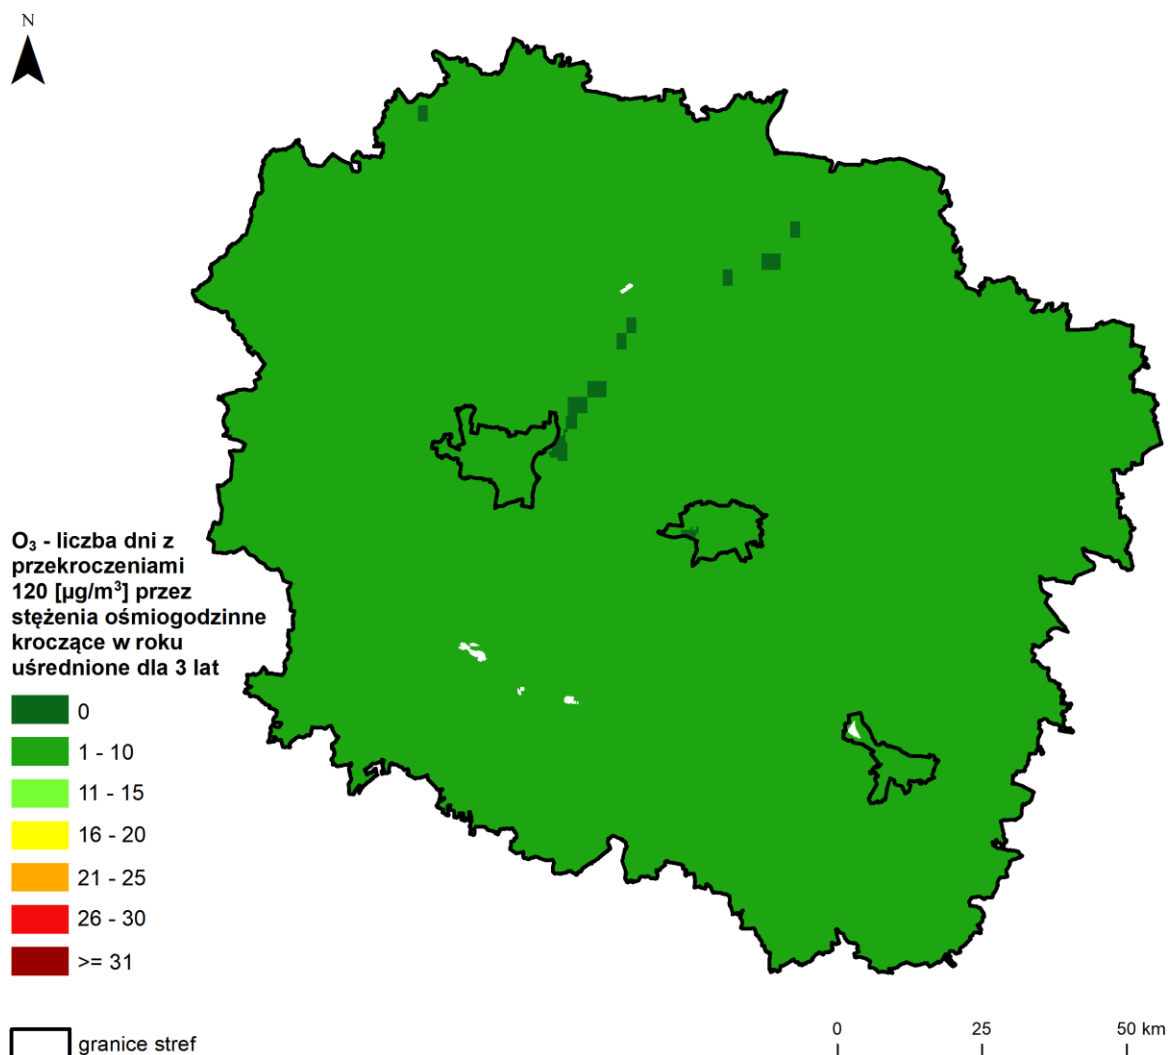 N
O₃ - liczba dni z
przekroczeniami
120 [µg/m³] przez
stężenia ośmiogodzinne
kroczące w roku
uśrednione dla 3 lat
0
1 - 10
11 - 15
16 - 20
21 - 25
26 - 30
>= 31
granice stref
0 25 50 km